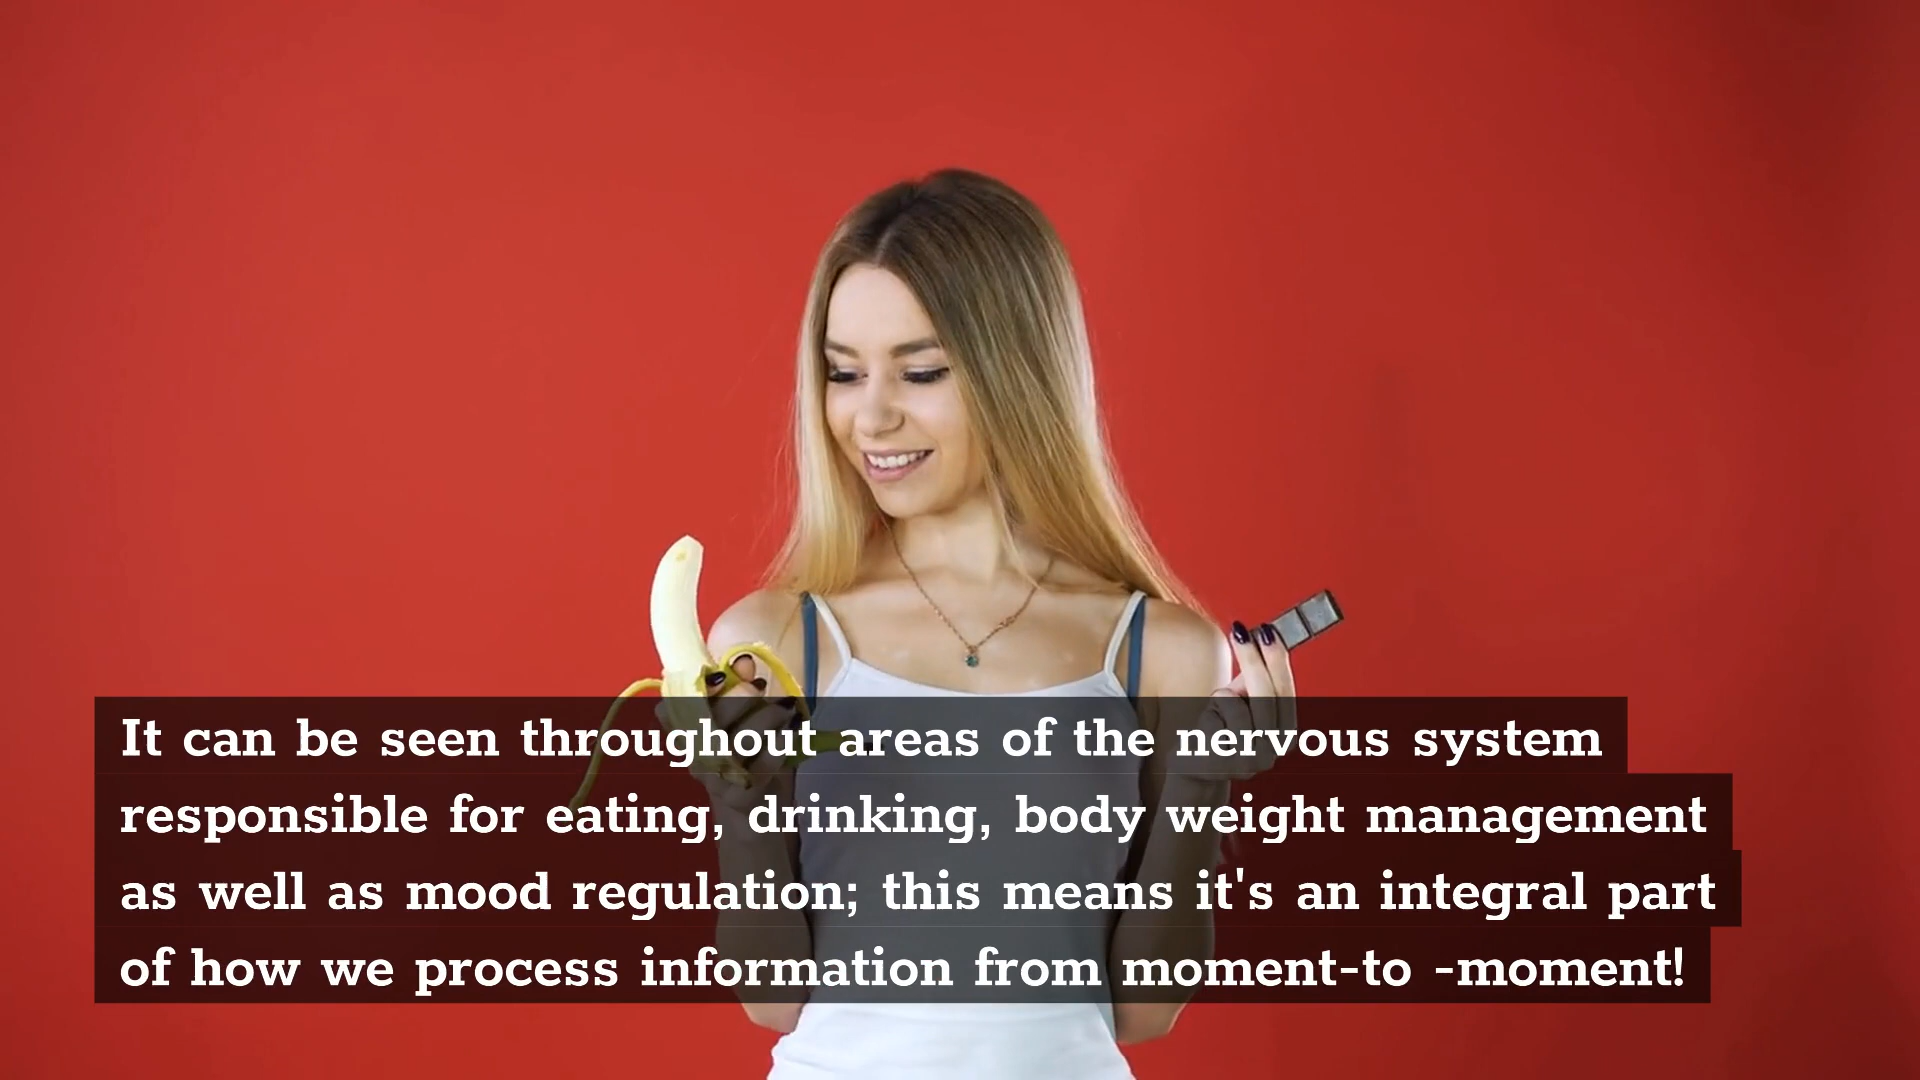 It can be seen throughout areas of the nervous system
responsible for eating, drinking, body weight management
as well as mood regulation; this means it's an integral part
of how we process information from moment-to -moment!